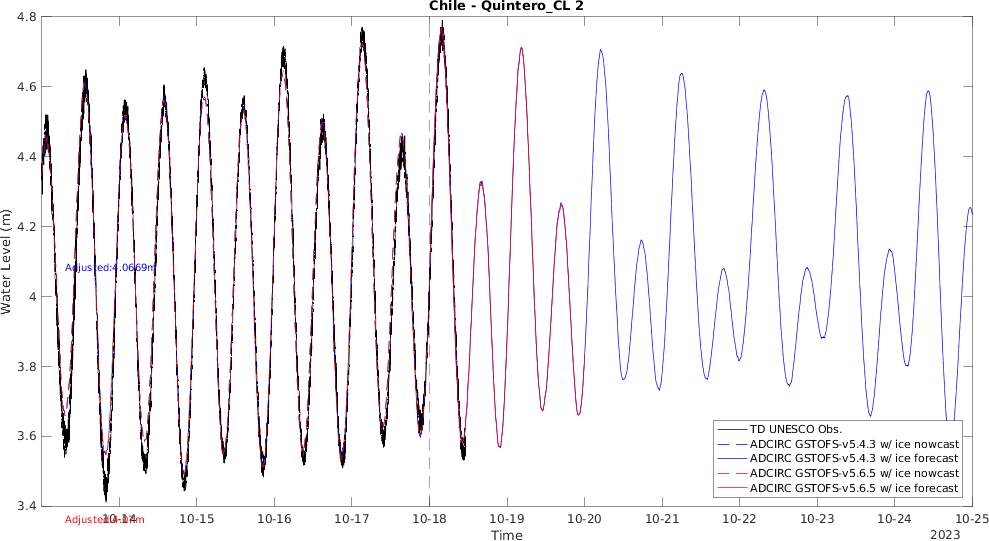 Chile - Quintero_CL 2
4.8
4.6
4.4
4.2
4
3.8
3.6
3.4
Water Level (m)
Adjusted:4.0669m
TD UNESCO Obs.
ADCIRC GSTOFS-v5.4.3 w/ ice nowcast
ADCIRC GSTOFS-v5.4.3 w/ ice forecast
ADCIRC GSTOFS-v5.6.5 w/ ice nowcast
ADCIRC GSTOFS-v5.6.5 w/ ice forecast
10-14 10-15 10-16 10-17 10-18 10-19 10-20 10-21 10-22 10-23 10-24 10-25
Time
2023